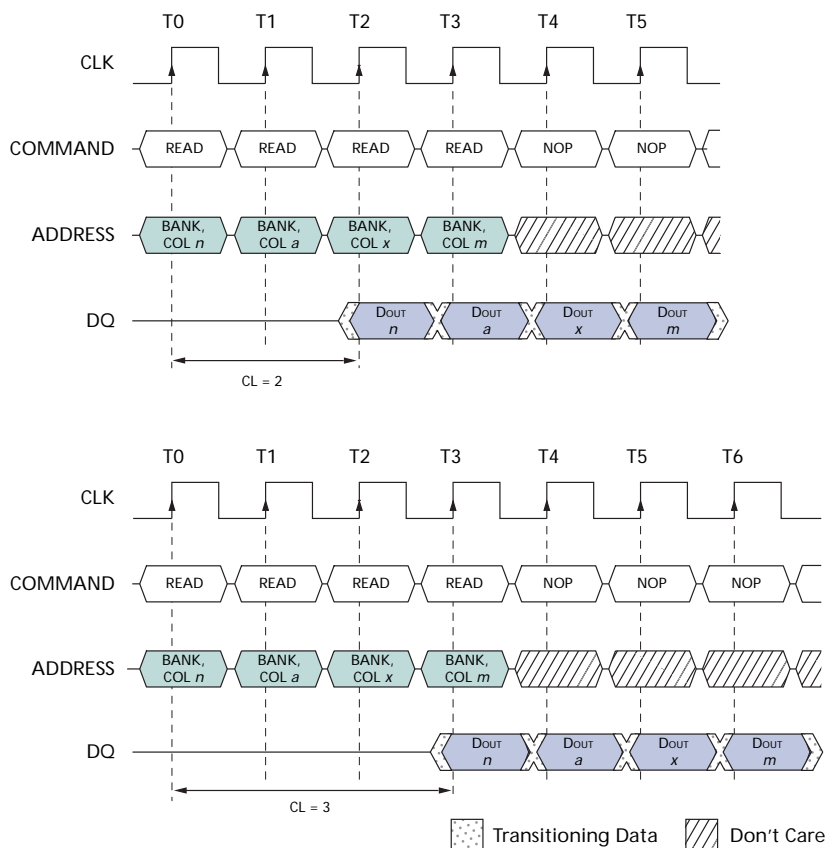 T0 T1 T2 T3 T4 T5
CLK
COMMAND READ READ READ READ NOP NOP
ADDRESS BANK, COL n BANK, COL a BANK, COL x BANK, COL m
DQ DOUT n DOUT a DOUT x DOUT m
CL = 2
T0 T1 T2 T3 T4 T5 T6
CLK
COMMAND READ READ READ READ NOP NOP NOP
ADDRESS BANK, COL n BANK, COL a BANK, COL x BANK, COL m
DQ DOUT n DOUT a DOUT x DOUT m
CL = 3
Transitioning Data Don't Care